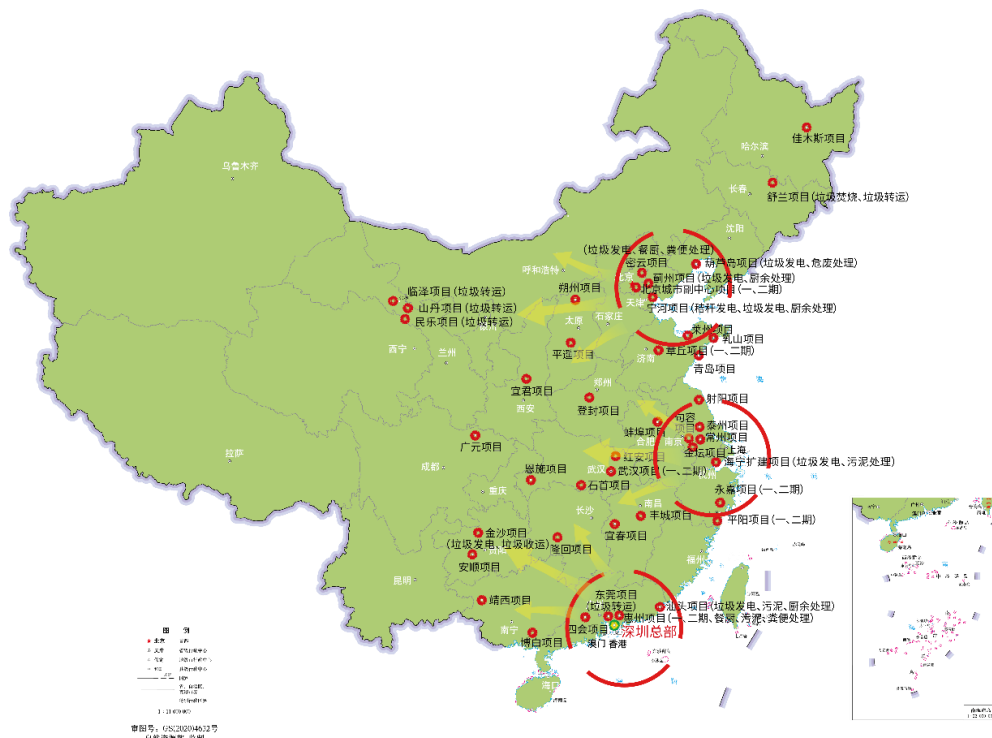 佳木斯项目
哈尔滨
乌鲁木齐
长春
舒兰项目(垃圾焚烧、垃圾转运)
沈阳
(垃圾发电、餐厨、粪便处理)
密云项目
葫芦岛项目(垃圾发电、危废处理)
呼和浩特
北京
蓟州项目(垃圾发电、厨余处理)
北京城市副中心项目(一、二期)
临泽项目(垃圾转运)
朔州项目
天津
宁河项目(秸秆发电、垃圾发电、厨余处理)
山丹项目(垃圾转运)
民乐项目(垃圾转运)
石家庄
太原
莱州项目
乳山项目
西宁
兰州
平遥项目
济南
章丘项目(一、二期)
青岛项目
宜君项目
郑州
西安
登封项目
射阳项目
句容
项目
泰州项目
蚌埠项目
合肥
南京
常州项目
广元项目
金坛项目
上海
拉萨
成都
恩施项目
武汉
红安项目
武汉项目(一、二期)
海宁扩建项目(垃圾发电、污泥处理)
杭州
重庆
石首项目
永嘉项目(一、二期)
南昌
长沙
丰城项目
平阳项目(一、二期)
宜春项目
金沙项目
(垃圾发电、垃圾收运)
隆回项目
贵阳
安顺项目
福州
昆明
靖西项目
东莞项目
(垃圾转运)
汕头项目(垃圾发电、污泥、厨余处理)
惠州项目(一、二期、餐厨、污泥、粪便处理)
四会项目
深圳总部
南宁
博白项目
澳门 香港
海口
图 例
审图号:GS(2020)4632号